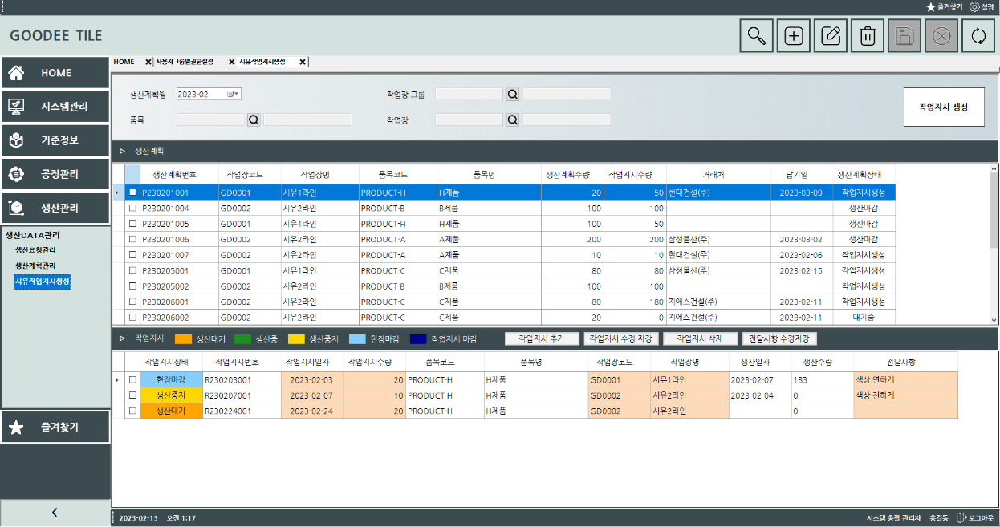 즐겨찾기 설정
GOODEE TILE
HOME 사용자그룹별권한설정 시유작업지시생성
HOME
시스템관리
기준정보
공정관리
생산관리
생산DATA관리
생산요청관리
생산계획관리
시유작업지시생성
즐겨찾기
생산계획월 2023-02 작업장 그룹
품목 작업장
작업지시 생성
생산계획
생산계획번호 작업장코드 작업장명 품목코드 품목명 생산계획수량 작업지시수량 거래처 납기일 생산계획상태
P230201001 GD0001 시유1라인 PRODUCT-H H제품 20 50 현대건설(주) 2023-03-09 작업지시생성
P230201004 GD0002 시유2라인 PRODUCT-B B제품 100 100 생산마감
P230201005 GD0001 시유1라인 PRODUCT-H H제품 100 50 생산마감
P230201006 GD0002 시유2라인 PRODUCT-A A제품 200 200 삼성물산(주) 2023-03-02 생산마감
P230201007 GD0002 시유2라인 PRODUCT-A A제품 10 10 현대건설(주) 2023-02-06 작업지시생성
P230205001 GD0001 시유1라인 PRODUCT-C C제품 80 80 삼성물산(주) 2023-02-15 작업지시생성
P230205002 GD0002 시유2라인 PRODUCT-B B제품 100 100 작업지시생성
P230206001 GD0002 시유2라인 PRODUCT-C C제품 80 180 지에스건설(주) 2023-02-11 작업지시생성
P230206002 GD0002 시유2라인 PRODUCT-C C제품 20 0 지에스건설(주) 2023-02-11 대기중
작업지시 생산대기 생산중 생산중지 현장마감 작업지시 마감 작업지시 추가 작업지시 수정 저장 작업지시 삭제 전달사항 수정저장
작업지시상태 작업지시번호 작업지시일자 작업지시수량 품목코드 품목명 작업장코드 작업장명 생산일자 생산수량 전달사항
현장마감 R230203001 2023-02-03 20 PRODUCT-H H제품 GD0001 시유1라인 2023-02-07 183 색상 연하게
생산중지 R230207001 2023-02-07 10 PRODUCT-H H제품 GD0002 시유2라인 2023-02-04 0 색상 진하게
생산대기 R230224001 2023-02-24 20 PRODUCT-H H제품 GD0002 시유2라인 0
2023-02-13 오전 1:17 시스템 총괄 관리자 홍길동 로그아웃